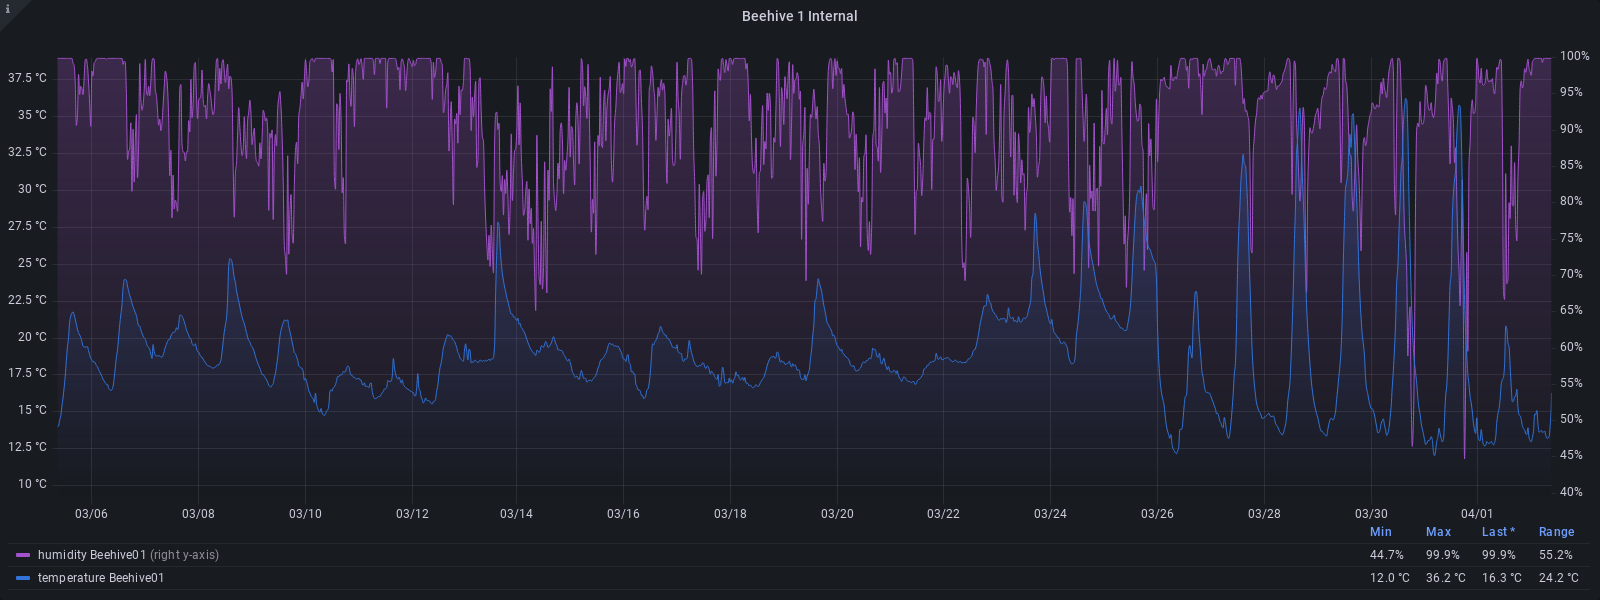 i
Beehive 1 Internal
37.5 °C
35 °C
32.5 °C
30 °C
27.5 °C
25 °C
22.5 °C
20 °C
17.5 °C
15 °C
12.5 °C
10 °C
100%
95%
90%
85%
80%
75%
70%
65%
60%
55%
50%
45%
40%
03/06 03/08 03/10 03/12 03/14 03/16 03/18 03/20 03/22 03/24 03/26 03/28 03/30 04/01
Min Max Last * Range
humidity Beehive01 (right y-axis) 44.7% 99.9% 99.9% 55.2%
temperature Beehive01 12.0 °C 36.2 °C 16.3 °C 24.2 °C